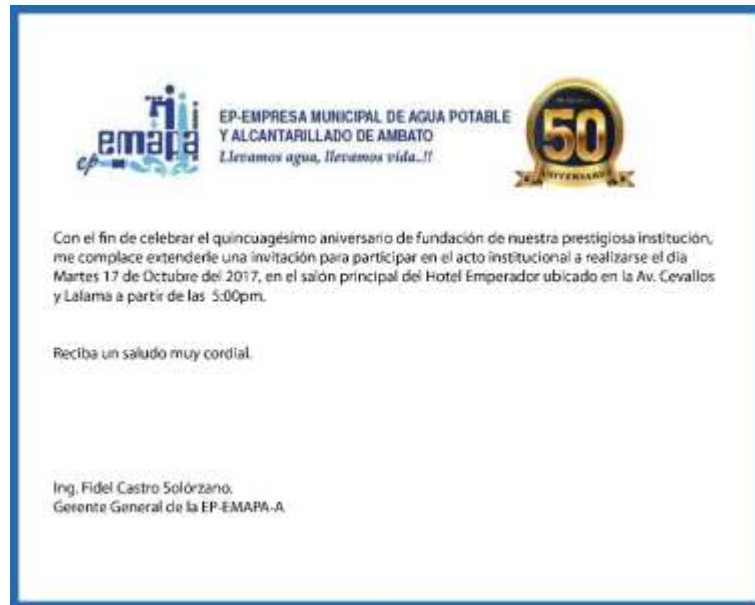 emapa
ep
EP-EMPRESA MUNICIPAL DE AGUA POTABLE
Y ALCANTARILLADO DE AMBATO
Llevamos agua, llevamos vida..!!
50
ANIVERSARIO
Con el fin de celebrar el quincuagésimo aniversario de fundación de nuestra prestigiosa institución,
me complace extenderle una invitación para participar en el acto institucional a realizarse el día
Martes 17 de Octubre del 2017, en el salón principal del Hotel Emperador ubicado en la Av. Cevallos
y Lalama a partir de las 5:00pm.
Reciba un saludo muy cordial.
Ing. Fidel Castro Solórzano.
Gerente General de la EP-EMAPA-A